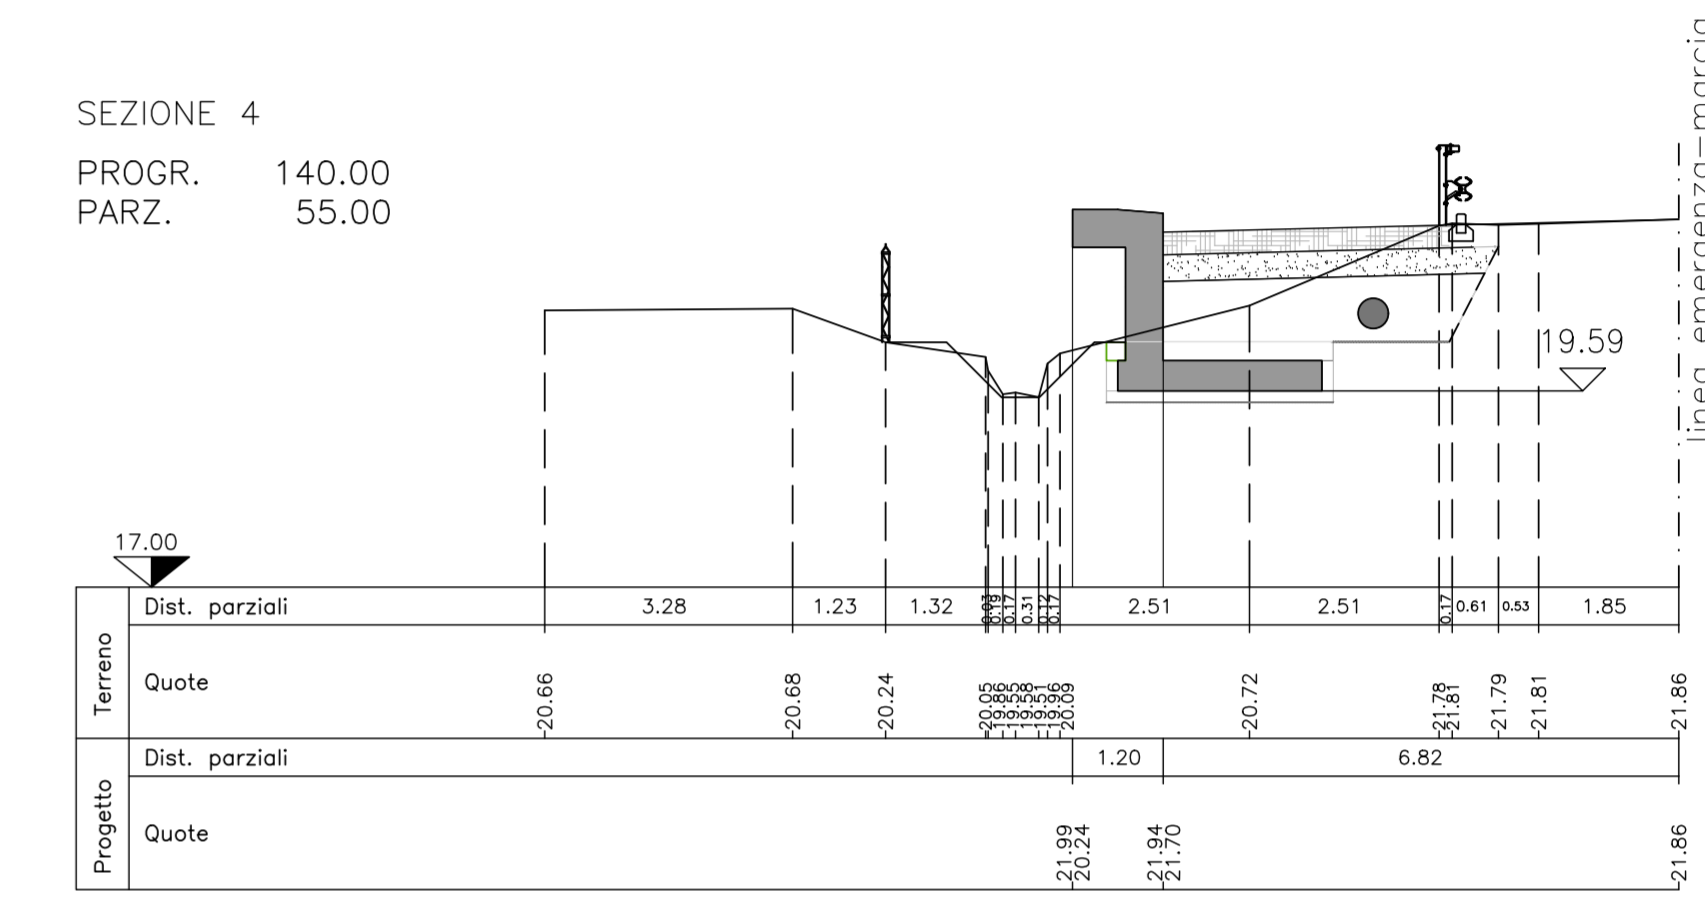 SEZIONE 4
PROGR. 140.00
PARZ. 55.00
linea emergenza-marcia
19.59
17.00
Terreno
Dist. parziali 3.28 1.23 1.32 0.03 0.19 0.17 0.31 0.12 0.17 2.51 2.51 0.17 0.61 0.53 1.85
Quote 20.66 20.68 20.24 20.05 19.86 19.55 19.58 19.51 19.96 20.09 20.72 21.78 21.81 21.79 21.81 21.86
Progetto
Dist. parziali 1.20 6.82
Quote 21.99 20.24 21.94 21.70 21.86